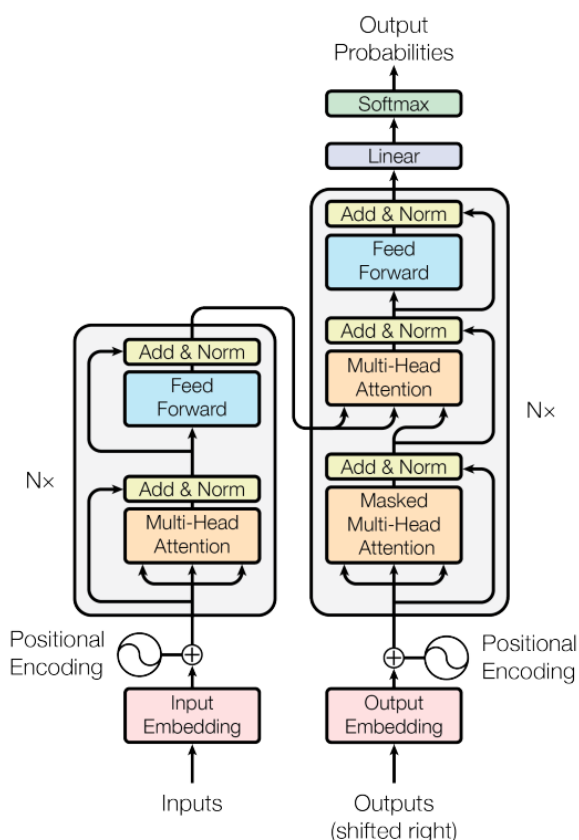 Output
Probabilities
Softmax
Linear
Add & Norm
Feed
Forward
Add & Norm
Multi-Head
Attention
Add & Norm
Masked
Multi-Head
Attention
N×
Add & Norm
Feed
Forward
Add & Norm
Multi-Head
Attention
N×
Positional
Encoding
Positional
Encoding
Input
Embedding
Output
Embedding
Inputs
Outputs
(shifted right)